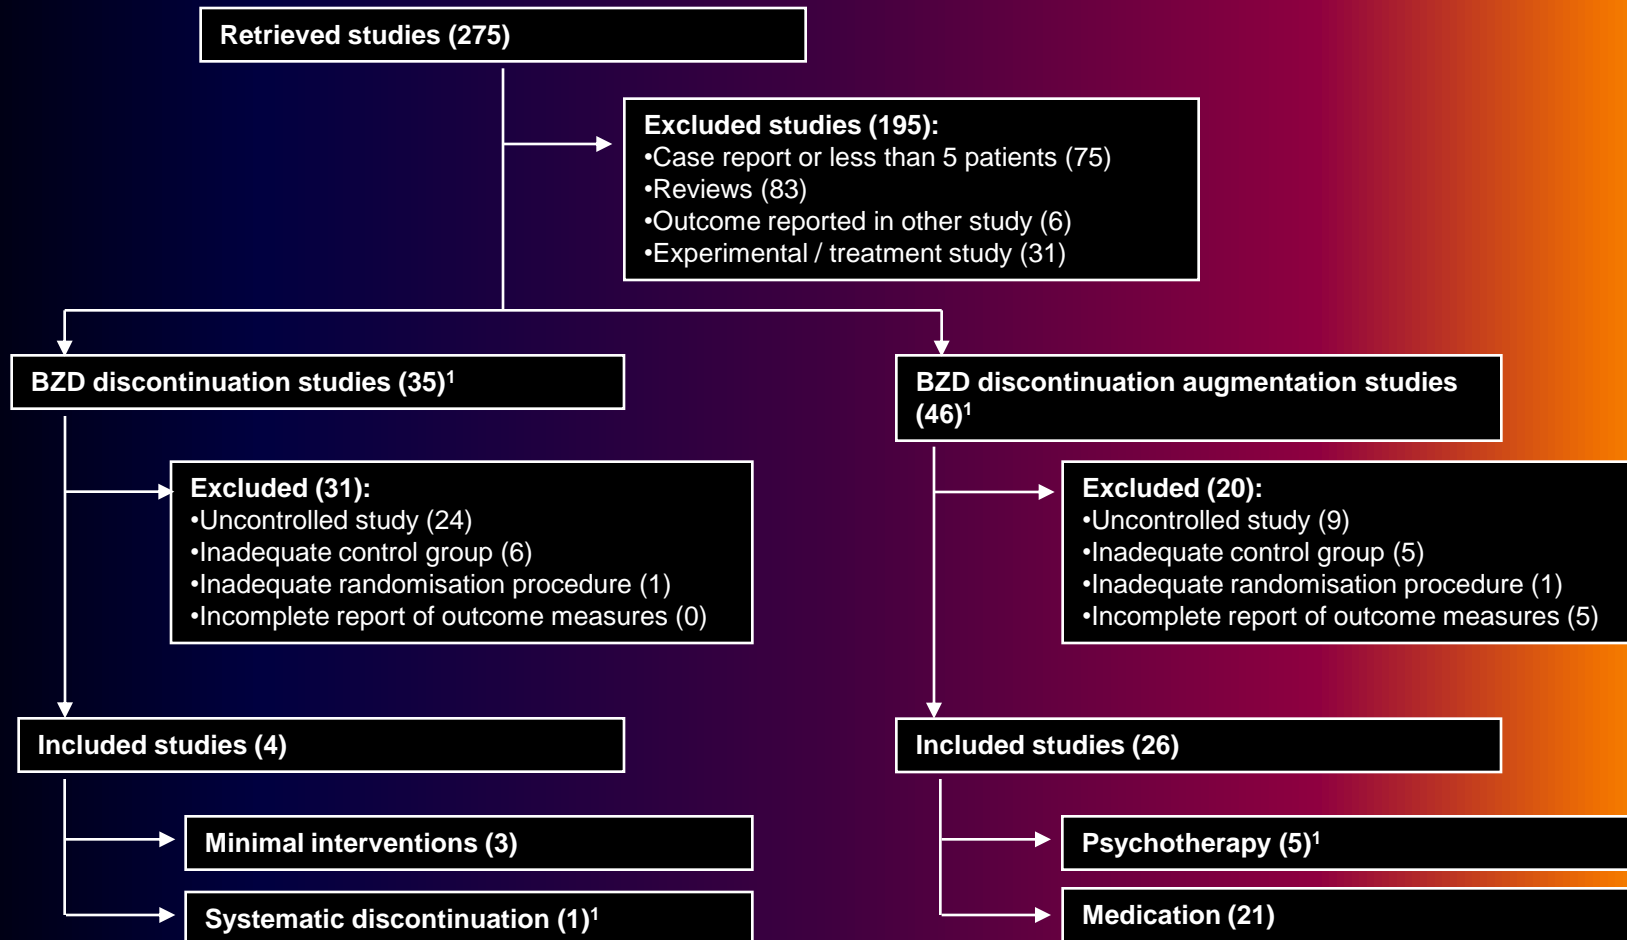 Retrieved studies (275)
Excluded studies (195):
•Case report or less than 5 patients (75)
•Reviews (83)
•Outcome reported in other study (6)
•Experimental / treatment study (31)
BZD discontinuation studies (35)¹
BZD discontinuation augmentation studies
(46)¹
Excluded (31):
•Uncontrolled study (24)
•Inadequate control group (6)
•Inadequate randomisation procedure (1)
•Incomplete report of outcome measures (0)
Excluded (20):
•Uncontrolled study (9)
•Inadequate control group (5)
•Inadequate randomisation procedure (1)
•Incomplete report of outcome measures (5)
Included studies (4)
Included studies (26)
Minimal interventions (3)
Psychotherapy (5)¹
Systematic discontinuation (1)¹
Medication (21)